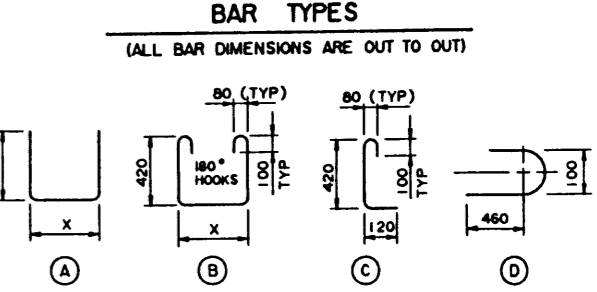 BAR TYPES
(ALL BAR DIMENSIONS ARE OUT TO OUT)
80 (TYP)
80 (TYP)
420
180°
HOOKS
100
TYP
420
100
TYP
100
X
X
120
460
A
B
C
D